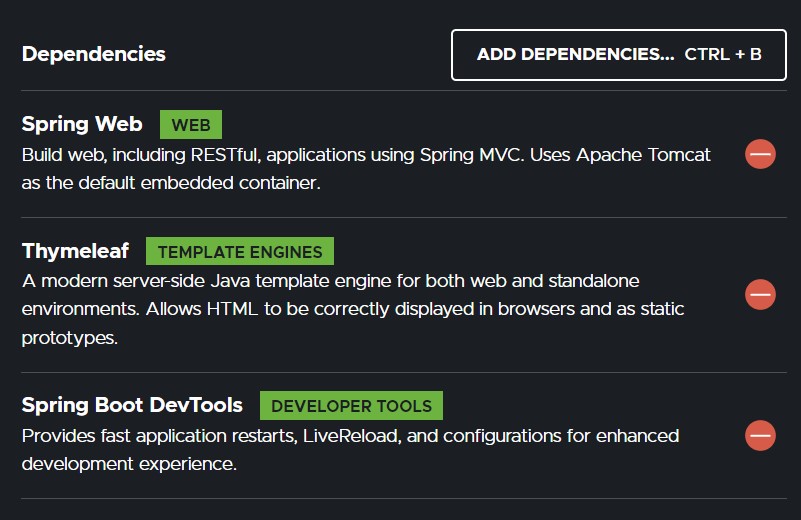 Dependencies
ADD DEPENDENCIES... CTRL + B
Spring Web WEB
Build web, including RESTful, applications using Spring MVC. Uses Apache Tomcat
as the default embedded container.
Thymeleaf TEMPLATE ENGINES
A modern server-side Java template engine for both web and standalone
environments. Allows HTML to be correctly displayed in browsers and as static
prototypes.
Spring Boot DevTools DEVELOPER TOOLS
Provides fast application restarts, LiveReload, and configurations for enhanced
development experience.